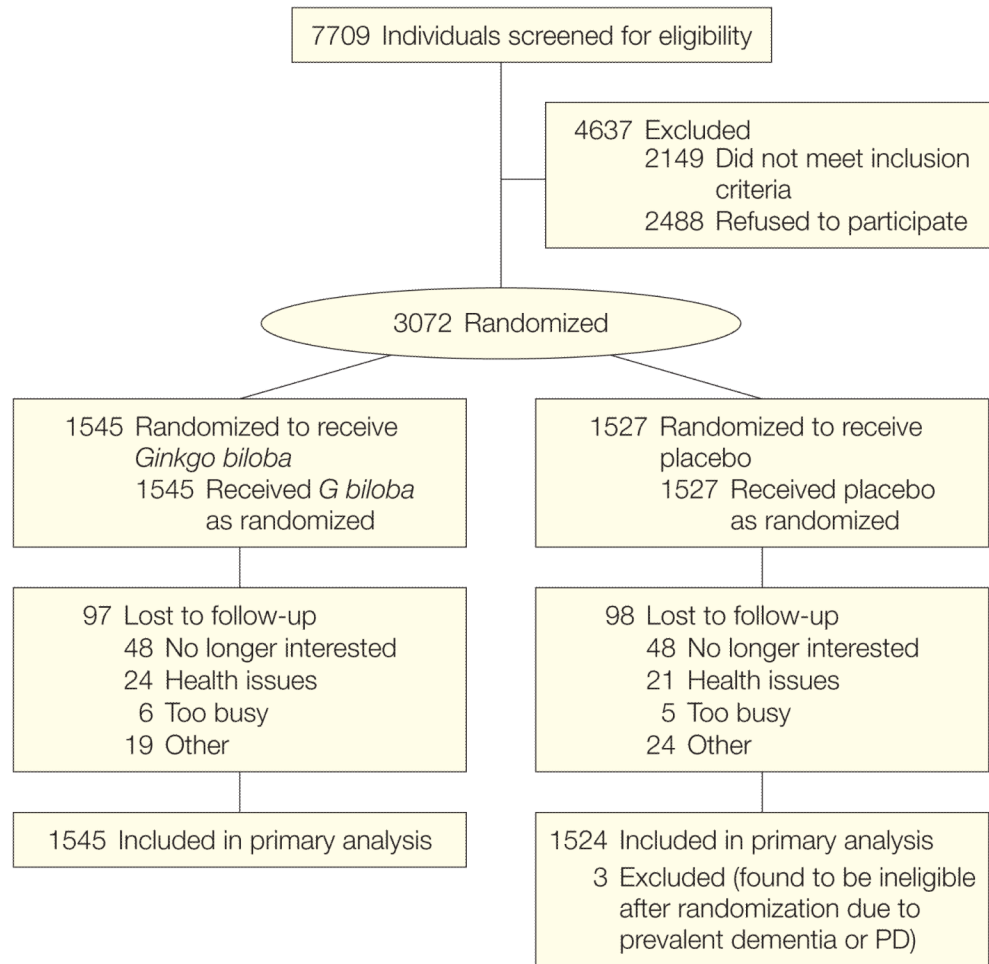 7709 Individuals screened for eligibility
4637 Excluded
2149 Did not meet inclusion
criteria
2488 Refused to participate
3072 Randomized
1545 Randomized to receive
Ginkgo biloba
1545 Received G biloba
as randomized
1527 Randomized to receive
placebo
1527 Received placebo
as randomized
97 Lost to follow-up
48 No longer interested
24 Health issues
6 Too busy
19 Other
98 Lost to follow-up
48 No longer interested
21 Health issues
5 Too busy
24 Other
1545 Included in primary analysis
1524 Included in primary analysis
3 Excluded (found to be ineligible
after randomization due to
prevalent dementia or PD)